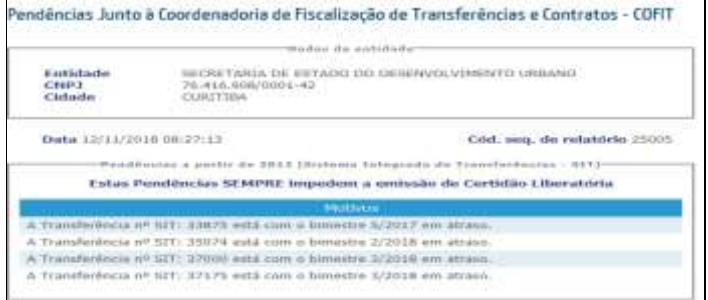 Pendências Junto à Coordenadoria de Fiscalização de Transferências e Contratos - COFIT
Dados da entidade
Entidade SECRETARIA DE ESTADO DO DESENVOLVIMENTO URBANO
CNPJ 76.416.908/0001-42
Cidade CURITIBA
Data 12/11/2018 08:27:13 Cód. seq. do relatório 25005
Pendências a partir de 2012 [Sistema Integrado de Transferências - SIT]
Estas Pendências SEMPRE impedem a emissão de Certidão Liberatória
Motivos
A Transferência nº SIT: 33875 está com o bimestre 5/2017 em atraso.
A Transferência nº SIT: 35074 está com o bimestre 2/2018 em atraso.
A Transferência nº SIT: 37000 está com o bimestre 3/2018 em atraso.
A Transferência nº SIT: 37175 está com o bimestre 3/2018 em atraso.